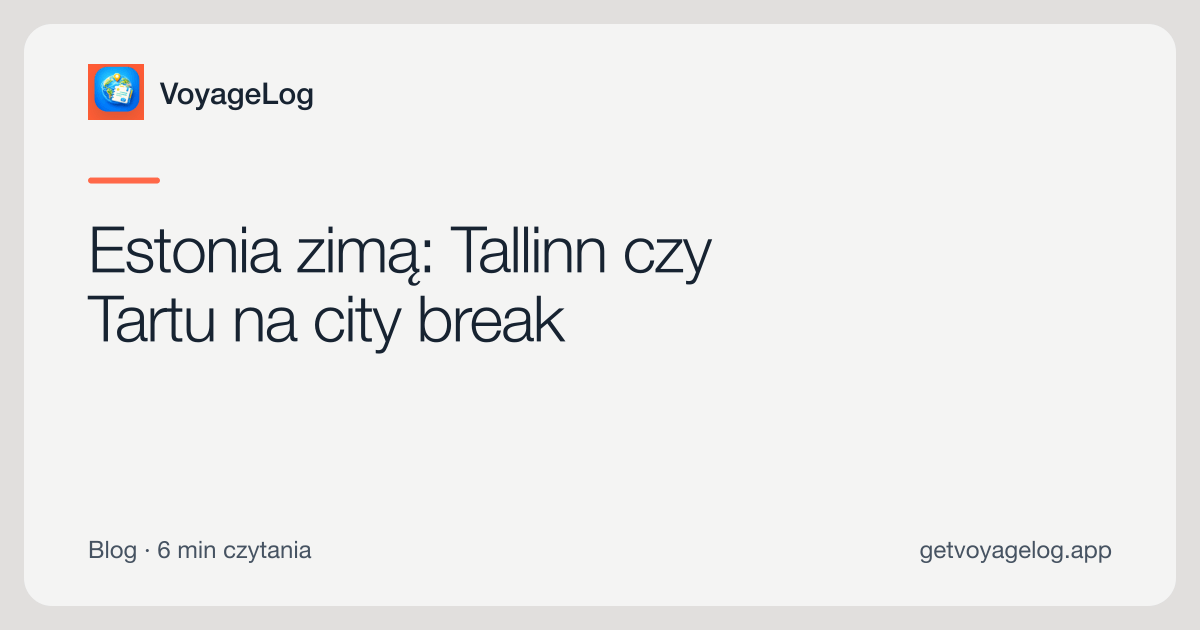 VoyageLog
Estonia zimą: Tallinn czy
Tartu na city break
Blog · 6 min czytania
getvoyagelog.app